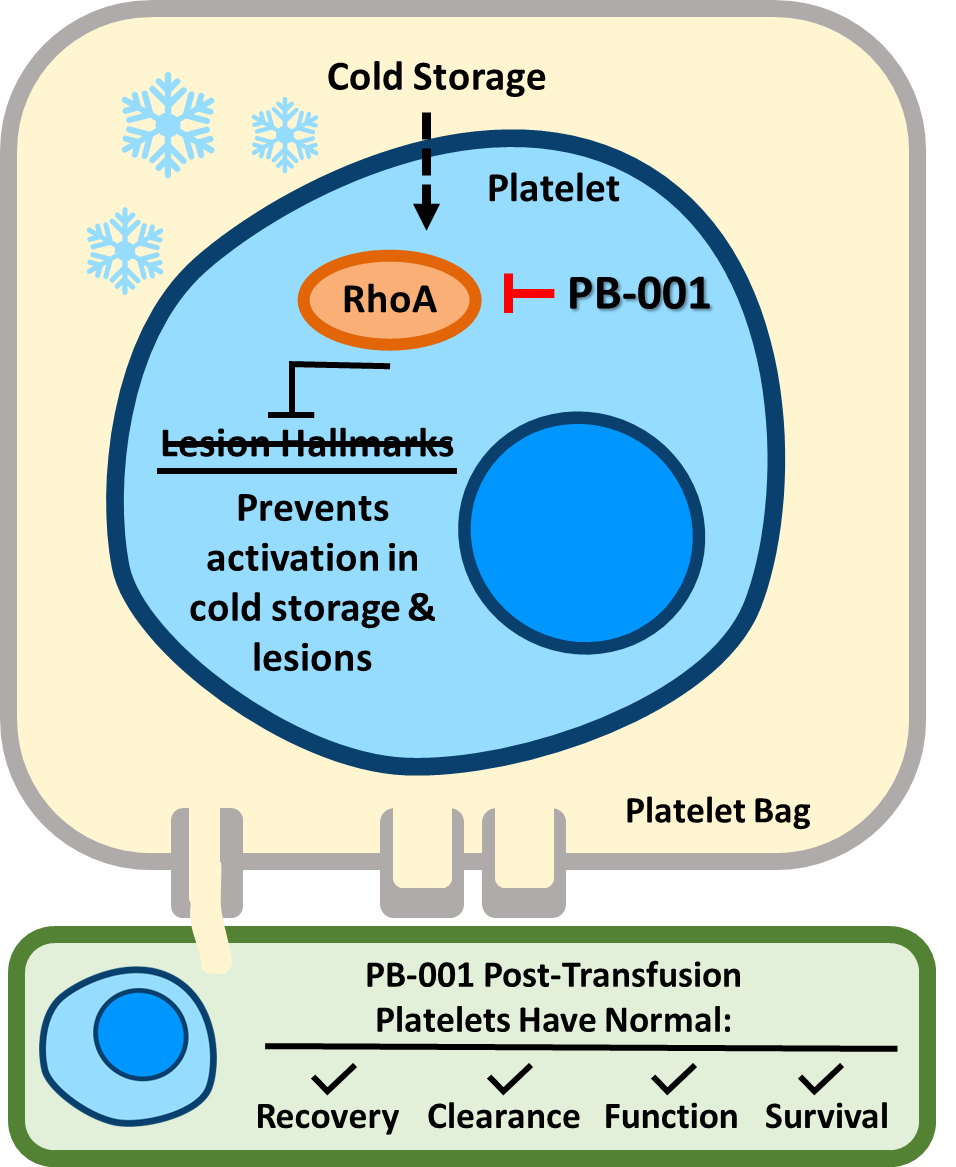 Cold Storage
Platelet
RhoA
PB-001
Lesion Hallmarks
Prevents
activation in
cold storage &
lesions
Platelet Bag
PB-001 Post-Transfusion
Platelets Have Normal:
Recovery Clearance Function Survival